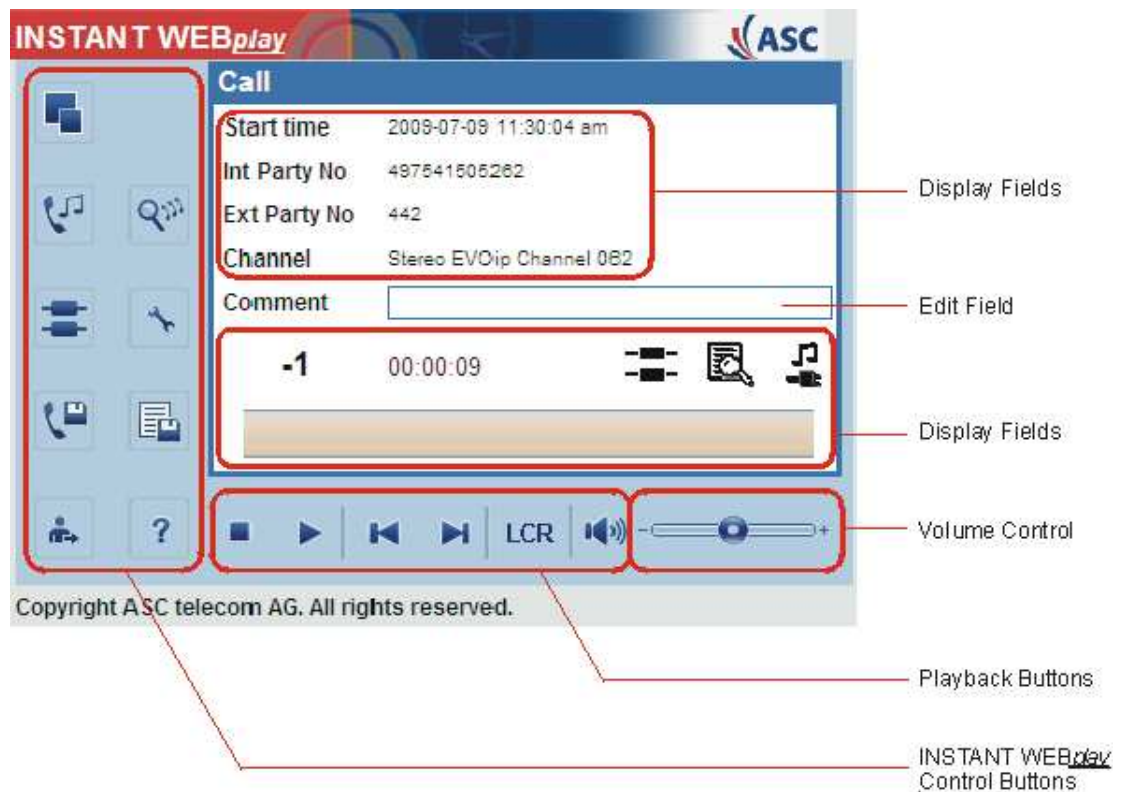 INSTANT WEBplay
ASC
Call
Start time 2009-07-09 11:30:04 am
Int Party No 497541505262
Ext Party No 442
Channel Stereo EVOip Channel 062
Comment
-1 00:00:09
LCR
- +
?
Copyright ASC telecom AG. All rights reserved.
Display Fields
Edit Field
Display Fields
Volume Control
Playback Buttons
INSTANT WEBplay
Control Buttons